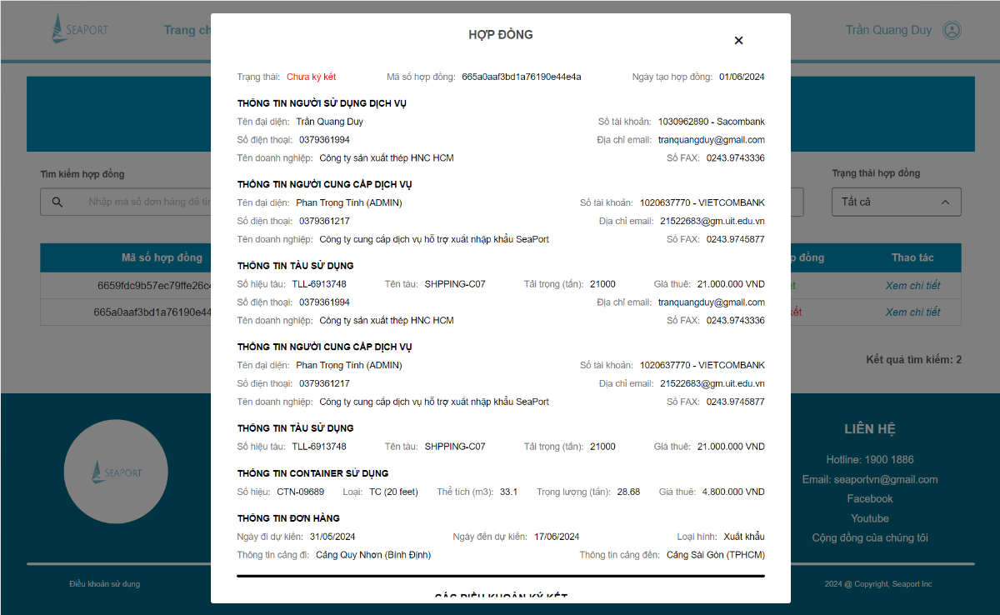 SEAPORT
Trần Quang Duy
HỢP ĐỒNG
Trạng thái: Chưa ký kết Mã số hợp đồng: 665a0aaf3bd1a76190e44e4a Ngày tạo hợp đồng: 01/06/2024
THÔNG TIN NGƯỜI SỬ DỤNG DỊCH VỤ
Tên đại diện: Trần Quang Duy Số tài khoản: 1030962890 - Sacombank
Số điện thoại: 0379361994 Địa chỉ email: tranquangduy@gmail.com
Tên doanh nghiệp: Công ty sản xuất thép HNC HCM Số FAX: 0243.9743336
THÔNG TIN NGƯỜI CUNG CẤP DỊCH VỤ
Tên đại diện: Phan Trọng Tính (ADMIN) Số tài khoản: 1020637770 - VIETCOMBANK
Số điện thoại: 0379361217 Địa chỉ email: 21522683@gm.uit.edu.vn
Tên doanh nghiệp: Công ty cung cấp dịch vụ hỗ trợ xuất nhập khẩu SeaPort Số FAX: 0243.9745877
THÔNG TIN TÀU SỬ DỤNG
Số hiệu tàu: TLL-6913748 Tên tàu: SHPPING-C07 Tải trọng (tấn): 21000 Giá thuê: 21.000.000 VND
Số điện thoại: 0379361994 Địa chỉ email: tranquangduy@gmail.com
Tên doanh nghiệp: Công ty sản xuất thép HNC HCM Số FAX: 0243.9743336
THÔNG TIN NGƯỜI CUNG CẤP DỊCH VỤ
Tên đại diện: Phan Trọng Tính (ADMIN) Số tài khoản: 1020637770 - VIETCOMBANK
Số điện thoại: 0379361217 Địa chỉ email: 21522683@gm.uit.edu.vn
Tên doanh nghiệp: Công ty cung cấp dịch vụ hỗ trợ xuất nhập khẩu SeaPort Số FAX: 0243.9745877
THÔNG TIN TÀU SỬ DỤNG
Số hiệu tàu: TLL-6913748 Tên tàu: SHPPING-C07 Tải trọng (tấn): 21000 Giá thuê: 21.000.000 VND
THÔNG TIN CONTAINER SỬ DỤNG
Số hiệu: CTN-09689 Loại: TC (20 feet) Thể tích (m3): 33.1 Trọng lượng (tấn): 28.68 Giá thuê: 4.800.000 VND
THÔNG TIN ĐƠN HÀNG
Ngày đi dự kiến: 31/05/2024 Ngày đến dự kiến: 17/06/2024 Loại hình: Xuất khẩu
Thông tin cảng đi: Cảng Quy Nhơn (Bình Định) Thông tin cảng đến: Cảng Sài Gòn (TPHCM)
CÁC ĐIỀU KHOẢN KÝ KẾT
Trang
Tìm kiếm hợp đồng
Nhập mã số đơn hàng để
Trạng thái hợp đồng
Tất cả
Mã số hợp đồng
đồng
Thao tác
6659fdc9b57ec79ffe26c
Xem chi tiết
665a0aaf3bd1a76190e44
kết
Xem chi tiết
Kết quả tìm kiếm: 2
SEAPORT
LIÊN HỆ
Hotline: 1900 1886
Email: seaportvn@gmail.com
Facebook
Youtube
Cộng đồng của chúng tôi
Điều khoản sử dụng
2024 @ Copyright, Seaport Inc